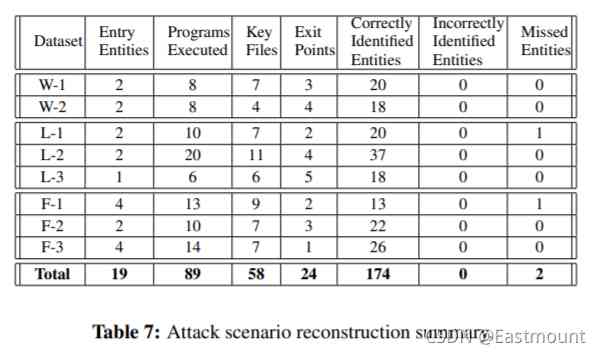 Dataset Entry Entities Programs Executed Key Files Exit Points Correctly Identified Entities Incorrectly Identified Entities Missed Entities
W-1 2 8 7 3 20 0 0
W-2 2 8 4 4 18 0 0
L-1 2 10 7 2 20 0 1
L-2 2 20 11 4 37 0 0
L-3 1 6 6 5 18 0 0
F-1 4 13 9 2 13 0 1
F-2 2 10 7 3 22 0 0
F-3 4 14 7 1 26 0 0
Total 19 89 58 24 174 0 2
Table 7: Attack scenario reconstruction summary.
CSDN @Eastmount